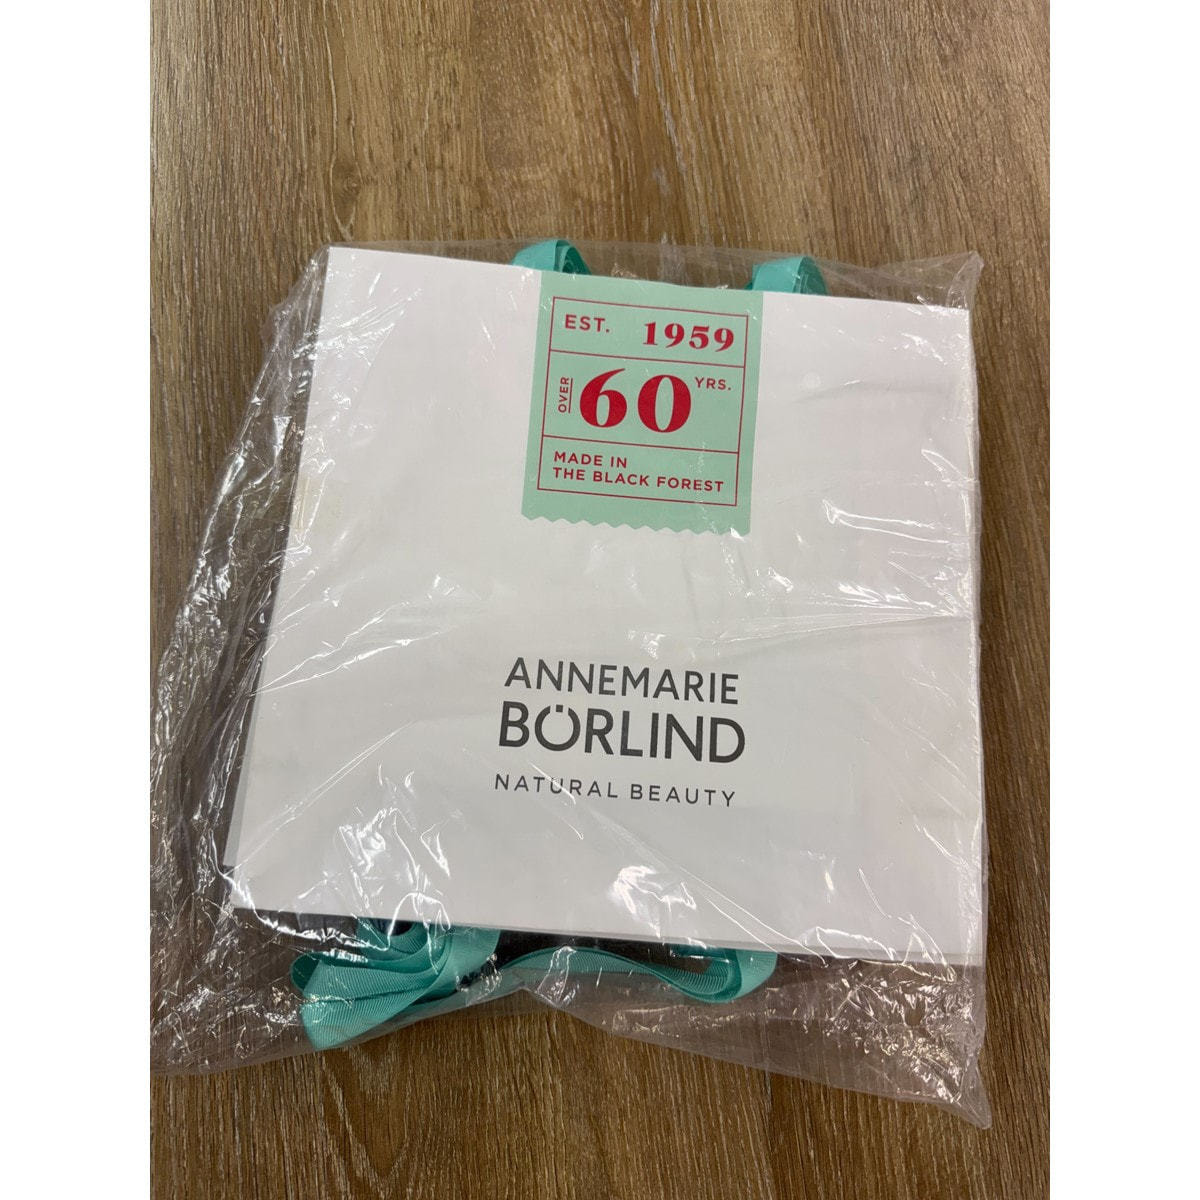 EST. 1959
OVER 60 YRS.
MADE IN
THE BLACK FOREST
ANNEMARIE
BÖRLIND
NATURAL BEAUTY